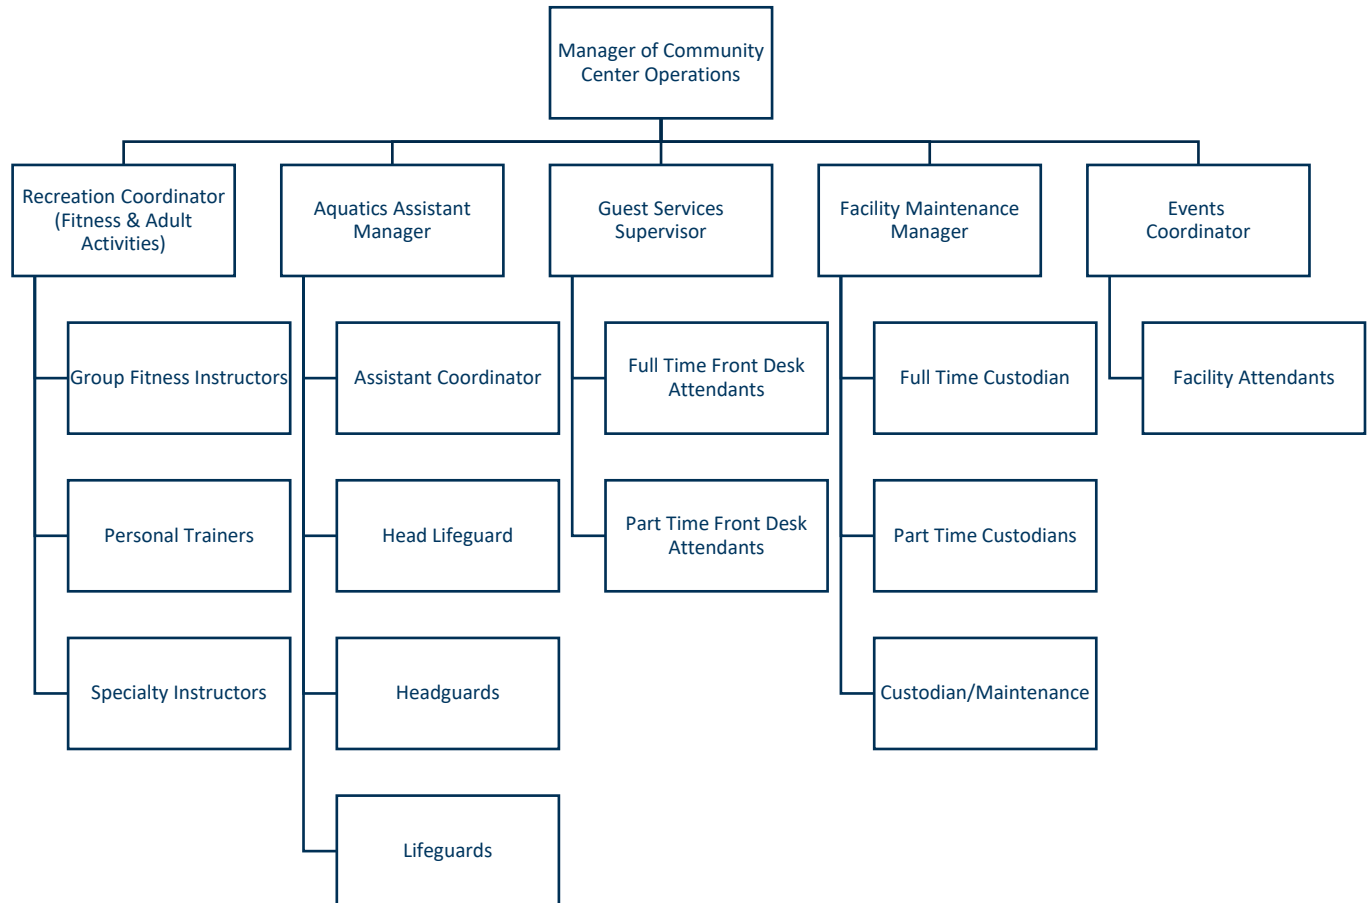 Manager of Community
Center Operations
Recreation Coordinator
(Fitness & Adult
Activities)
Aquatics Assistant
Manager
Guest Services
Supervisor
Facility Maintenance
Manager
Events
Coordinator
Group Fitness Instructors
Assistant Coordinator
Full Time Front Desk
Attendants
Full Time Custodian
Facility Attendants
Personal Trainers
Head Lifeguard
Part Time Front Desk
Attendants
Part Time Custodians
Specialty Instructors
Headguards
Custodian/Maintenance
Lifeguards